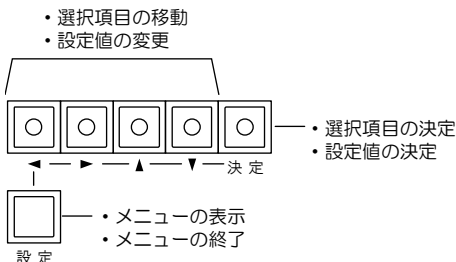 ・選択項目の移動
・設定値の変更
◄ ► ▲ ▼ 決定
・選択項目の決定
・設定値の決定
・メニューの表示
・メニューの終了
設定